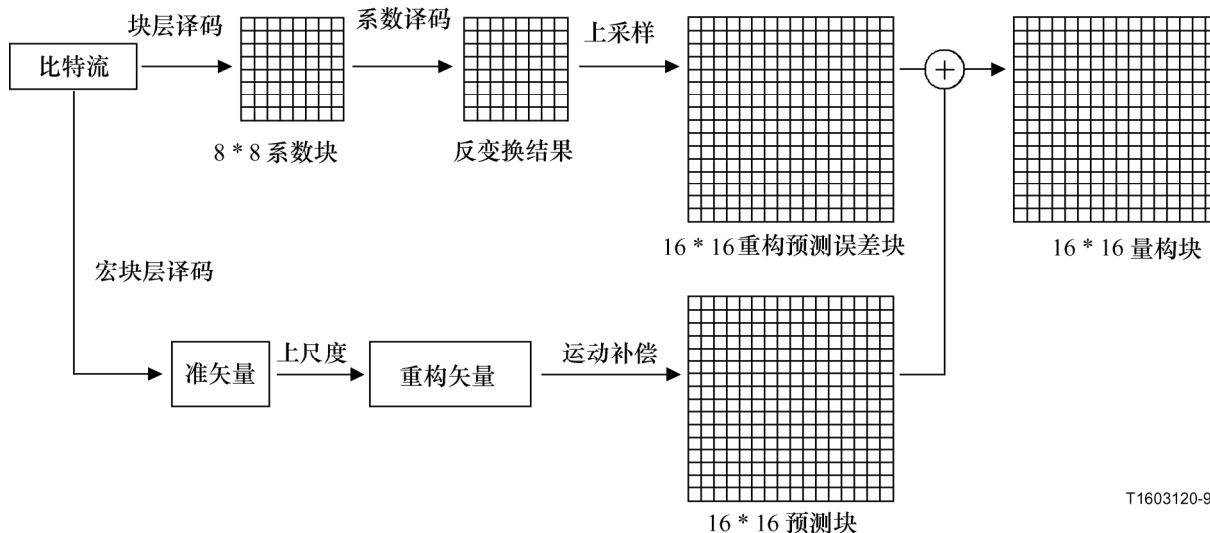 块层译码
系数译码
上采样
比特流
8 * 8 系数块
反变换结果
16 * 16 重构预测误差块
16 * 16 量构块
宏块层译码
准矢量
上尺度
重构矢量
运动补偿
16 * 16 预测块
T1603120-9